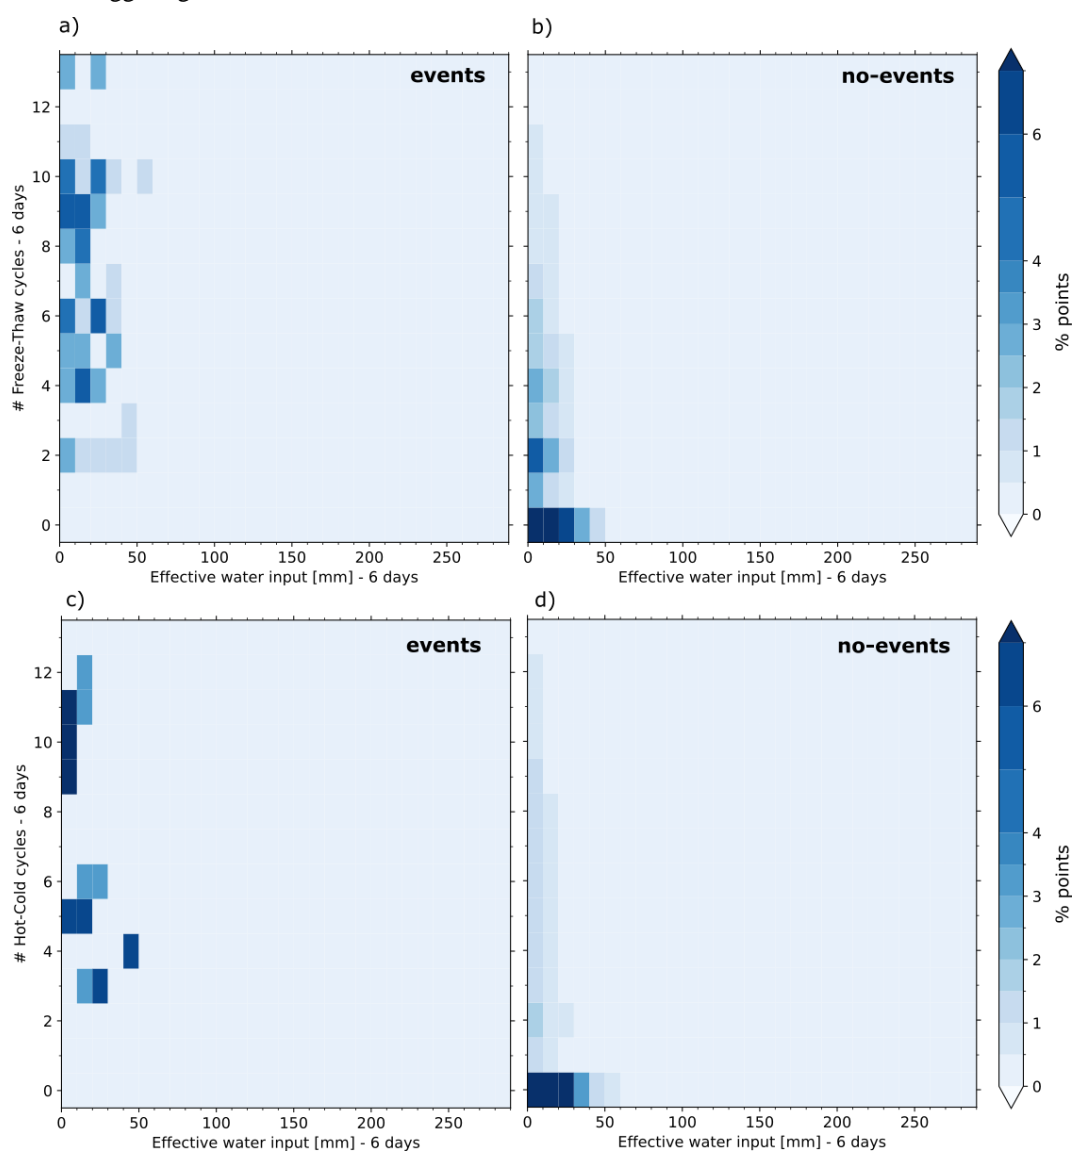 a)
b)
events
no-events
12
10
8
6
4
2
0
# Freeze-Thaw cycles - 6 days
0 50 100 150 200 250
Effective water input [mm] - 6 days
0 50 100 150 200 250
Effective water input [mm] - 6 days
6
4
3
2
1
0
% points
c)
d)
events
no-events
12
10
8
6
4
2
0
# Hot-Cold cycles - 6 days
0 50 100 150 200 250
Effective water input [mm] - 6 days
0 50 100 150 200 250
Effective water input [mm] - 6 days
6
4
3
2
1
0
% points